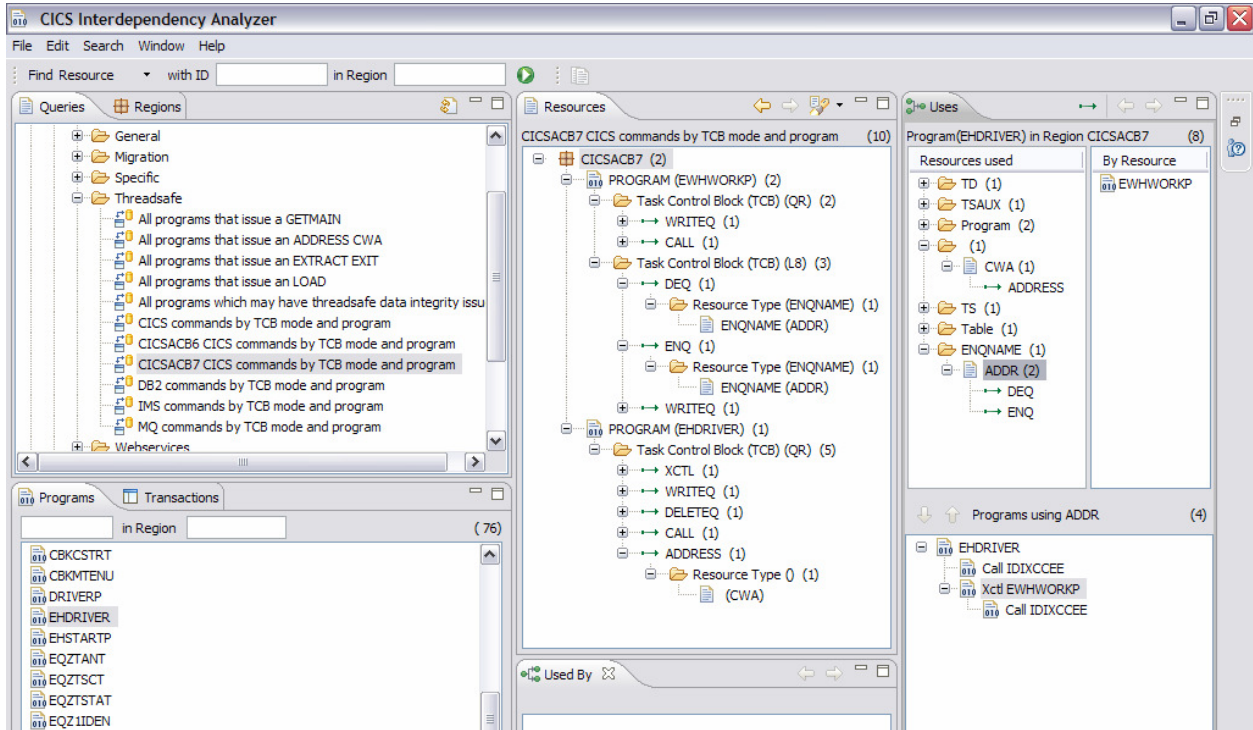 CICS Interdependency Analyzer
File Edit Search Window Help
Find Resource with ID in Region
Queries Regions
General
Migration
Specific
Threadsafe
All programs that issue a GETMAIN
All programs that issue an ADDRESS CWA
All programs that issue an EXTRACT EXIT
All programs that issue an LOAD
All programs which may have threadsafe data integrity issu
CICS commands by TCB mode and program
CICSACB6 CICS commands by TCB mode and program
CICSACB7 CICS commands by TCB mode and program
DB2 commands by TCB mode and program
IMS commands by TCB mode and program
MQ commands by TCB mode and program
Webservices
Programs Transactions
in Region (76)
CBKCSTRT
CBKMTENU
DRIVERP
EHDRIVER
EHSTARTP
EQZTANT
EQZTSCT
EQZTSTAT
EQZ1IDEN
Resources
CICSACB7 CICS commands by TCB mode and program (10)
CICSACB7 (2)
PROGRAM (EWHWORKP) (2)
Task Control Block (TCB) (QR) (2)
WRITEQ (1)
CALL (1)
Task Control Block (TCB) (L8) (3)
DEQ (1)
Resource Type (ENQNAME) (1)
ENQNAME (ADDR)
ENQ (1)
Resource Type (ENQNAME) (1)
ENQNAME (ADDR)
WRITEQ (1)
PROGRAM (EHDRIVER) (1)
Task Control Block (TCB) (QR) (5)
XCTL (1)
WRITEQ (1)
DELETEQ (1)
CALL (1)
ADDRESS (1)
Resource Type () (1)
(CWA)
Used By
Uses
Program(EHDRIVER) in Region CICSACB7 (8)
Resources used By Resource
TD (1) EWHWORKP
TSAUX (1)
Program (2)
(1)
CWA (1)
ADDRESS
TS (1)
Table (1)
ENQNAME (1)
ADDR (2)
DEQ
ENQ
Programs using ADDR (4)
EHDRIVER
Call IDIXCCEE
Xctl EWHWORKP
Call IDIXCCEE